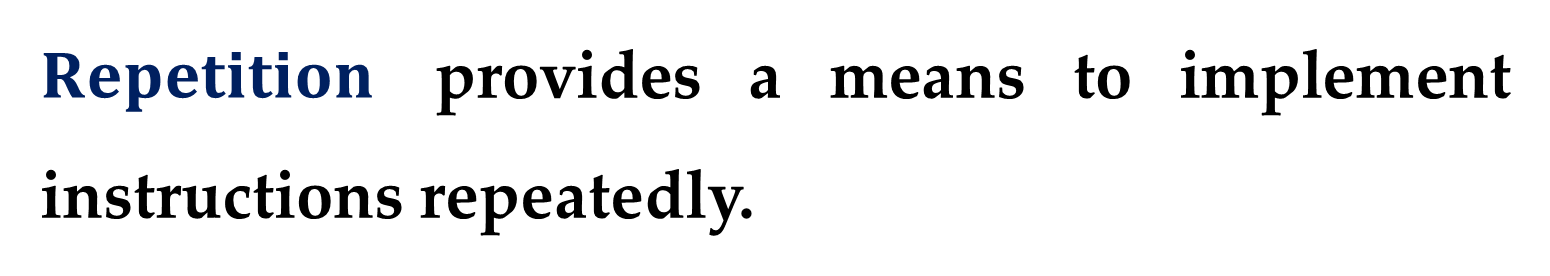 Repetition provides a means to implement
instructions repeatedly.